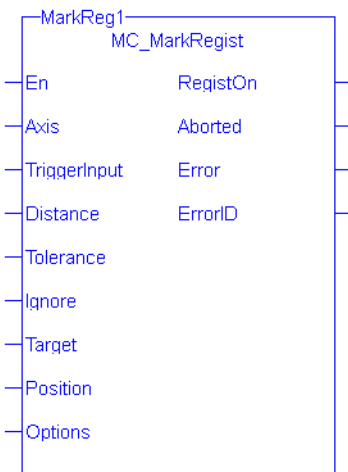 MarkReg1
MC_MarkRegist
En RegistOn
Axis Aborted
TriggerInput Error
Distance ErrorID
Tolerance
Ignore
Target
Position
Options